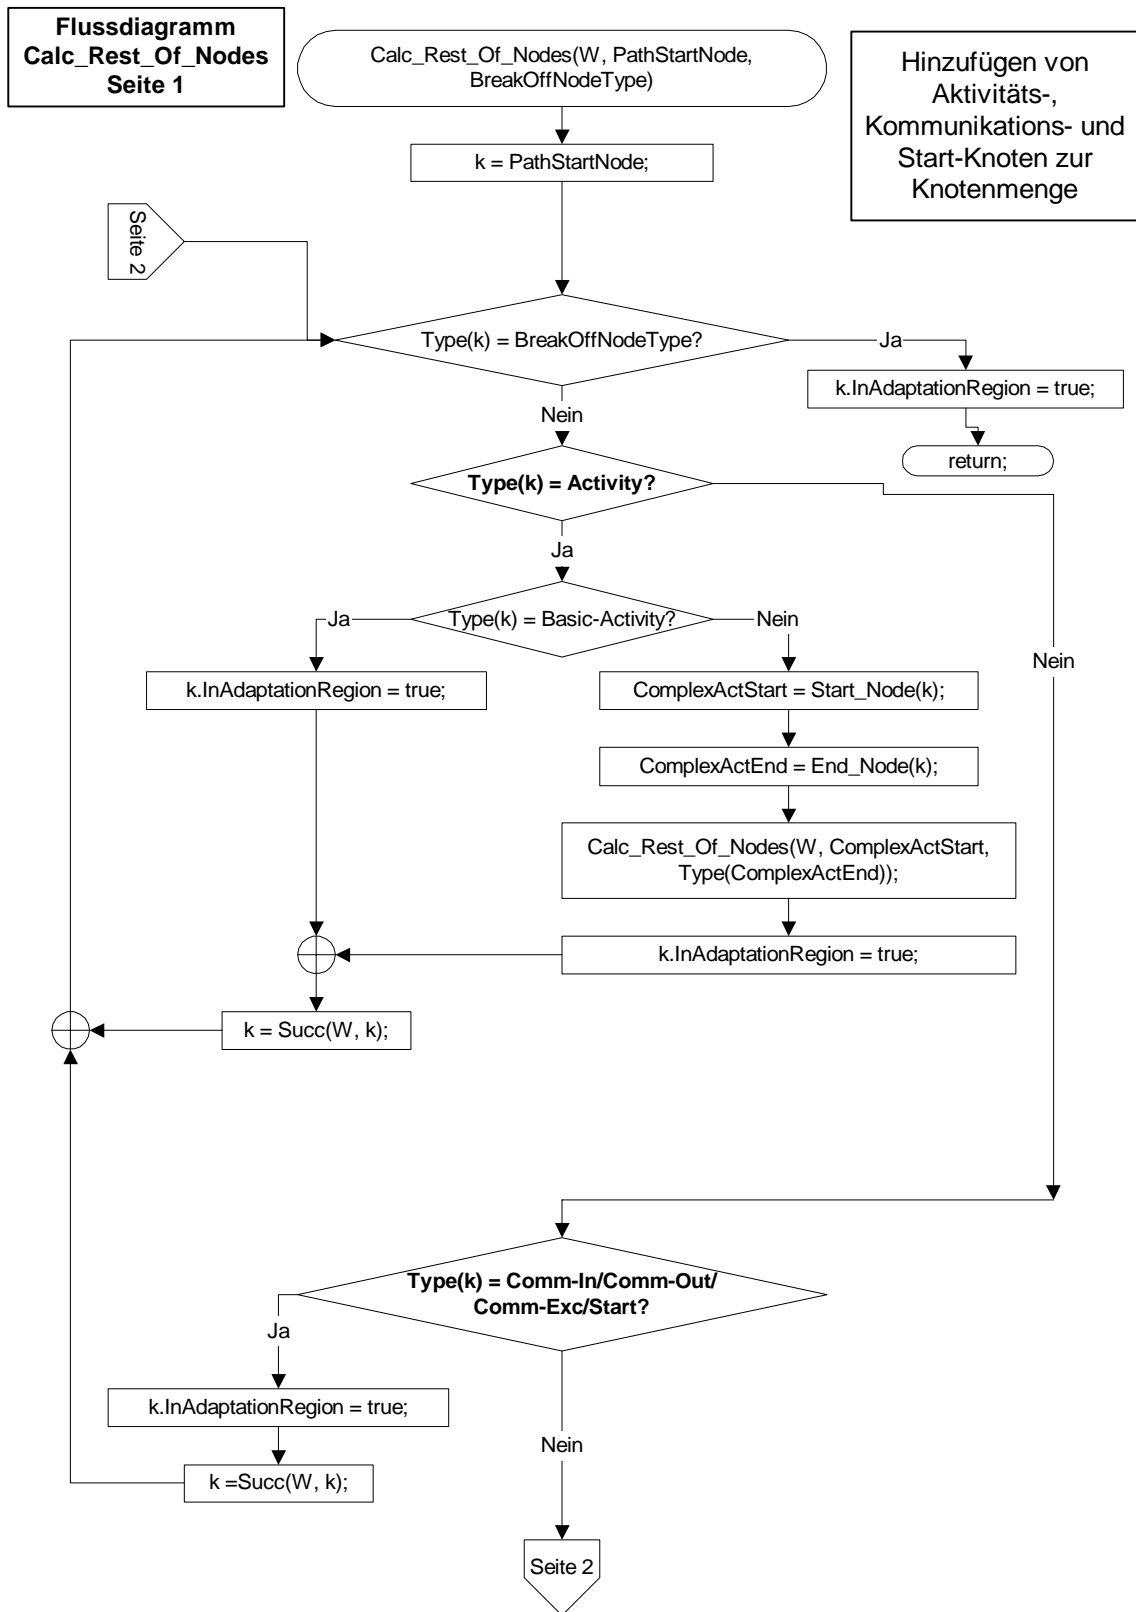 Flussdiagramm
Calc_Rest_Of_Nodes
Seite 1
Calc_Rest_Of_Nodes(W, PathStartNode,
BreakOffNodeType)
Hinzufügen von
Aktivitäts-,
Kommunikations- und
Start-Knoten zur
Knotenmenge
k = PathStartNode;
Seite 2
Type(k) = BreakOffNodeType?
Ja
k.InAdaptationRegion = true;
return;
Nein
Type(k) = Activity?
Ja
Nein
Type(k) = Basic-Activity?
Ja
Nein
k.InAdaptationRegion = true;
ComplexActStart = Start_Node(k);
ComplexActEnd = End_Node(k);
Calc_Rest_Of_Nodes(W, ComplexActStart,
Type(ComplexActEnd));
k.InAdaptationRegion = true;
k = Succ(W, k);
Type(k) = Comm-In/Comm-Out/
Comm-Exc/Start?
Ja
k.InAdaptationRegion = true;
k =Succ(W, k);
Nein
Seite 2